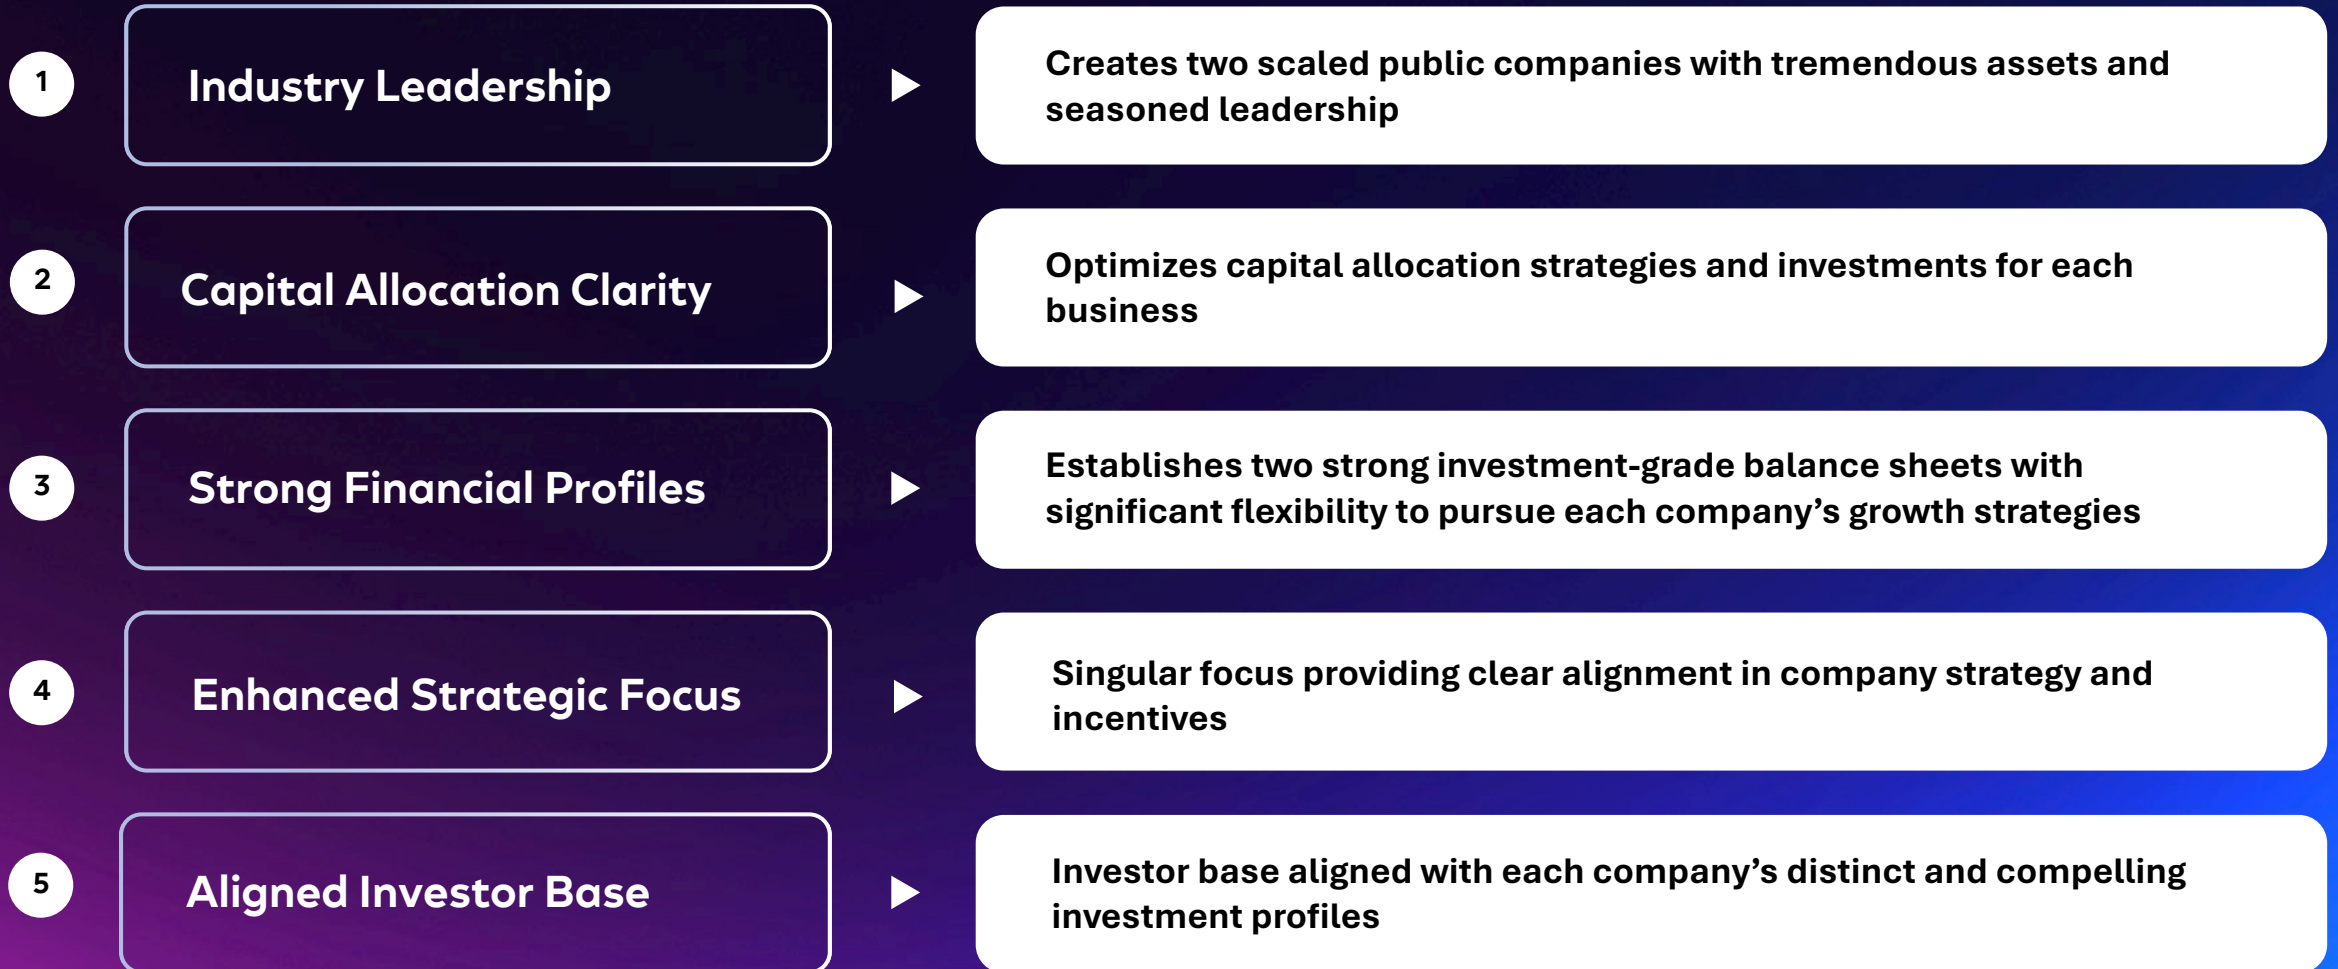 1
Industry Leadership
Creates two scaled public companies with tremendous assets and
seasoned leadership
2
Capital Allocation Clarity
Optimizes capital allocation strategies and investments for each
business
3
Strong Financial Profiles
Establishes two strong investment-grade balance sheets with
significant flexibility to pursue each company’s growth strategies
4
Enhanced Strategic Focus
Singular focus providing clear alignment in company strategy and
incentives
5
Aligned Investor Base
Investor base aligned with each company’s distinct and compelling
investment profiles